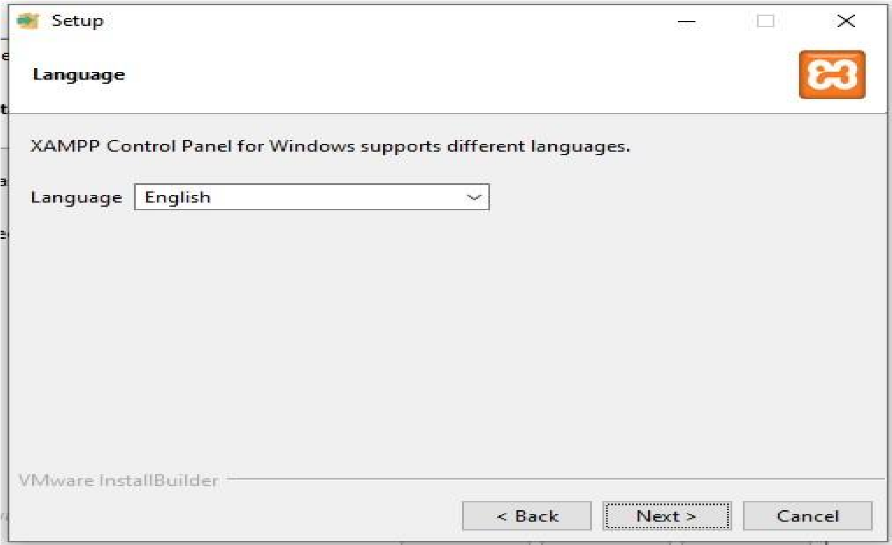 Setup
Language
XAMPP Control Panel for Windows supports different languages.
Language English
VMware InstallBuilder
< Back Next > Cancel